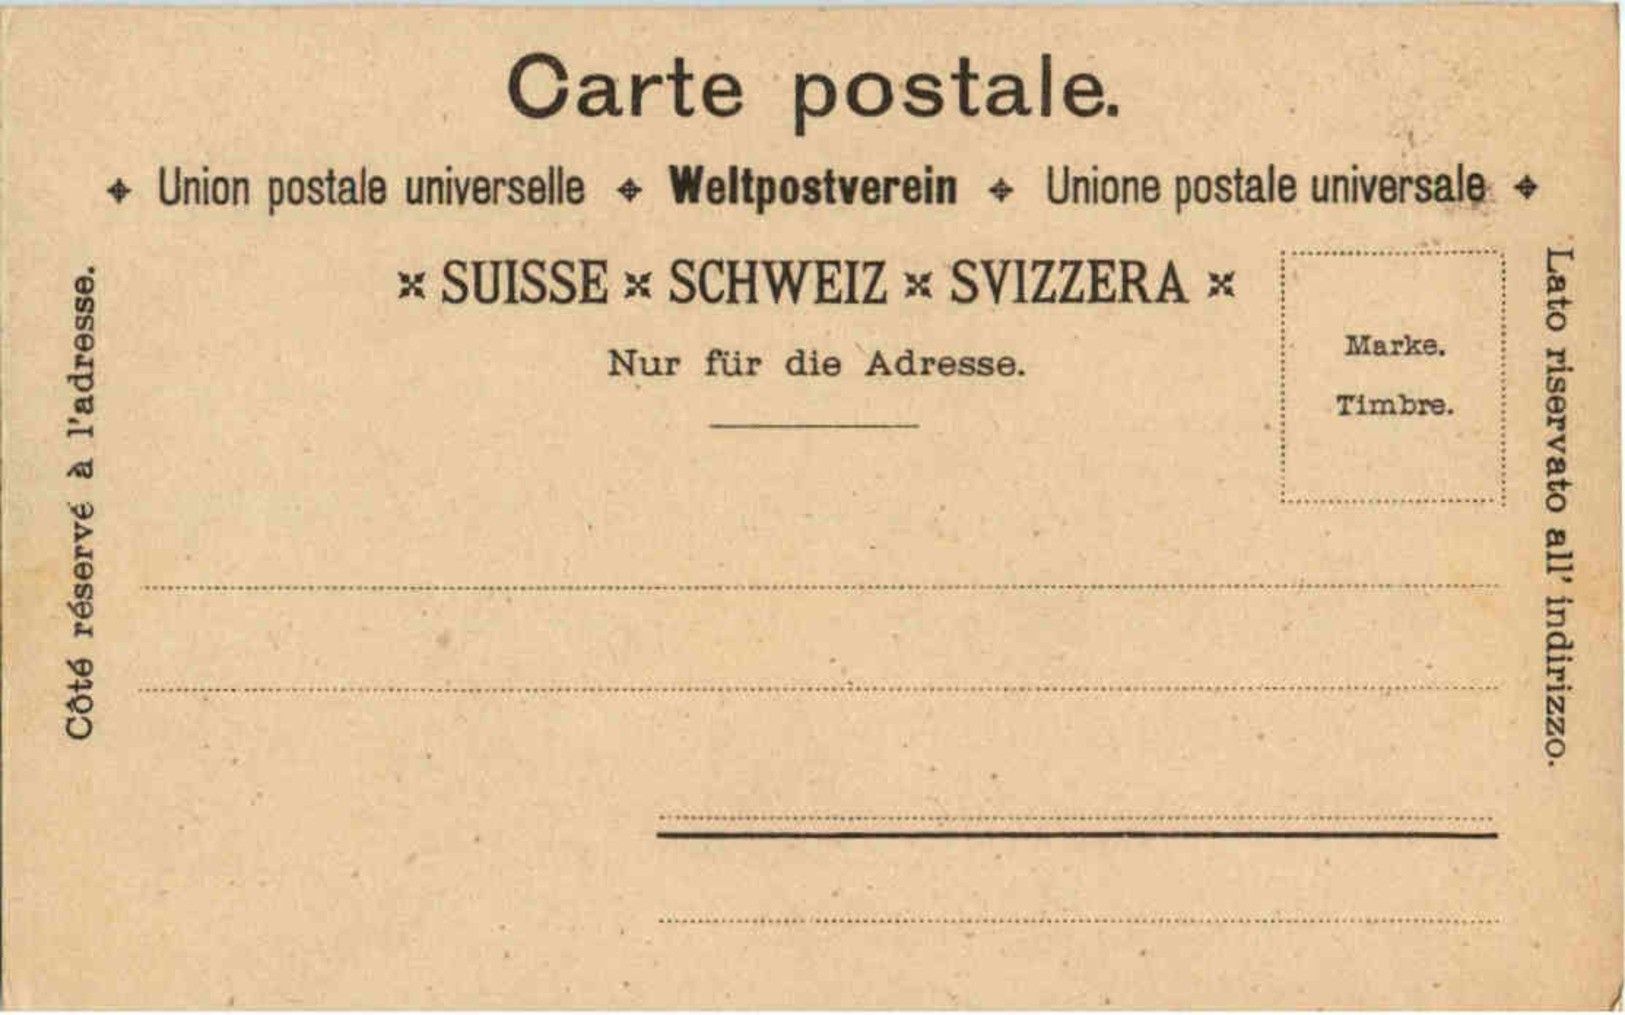 Carte postale.
Union postale universelle Weltpostverein Unione postale universale
SUISSE SCHWEIZ SVIZZERA
Nur für die Adresse.
Marke.
Timbre.
Côté réservé à l'adresse.
Lato riservato all' indirizzo.